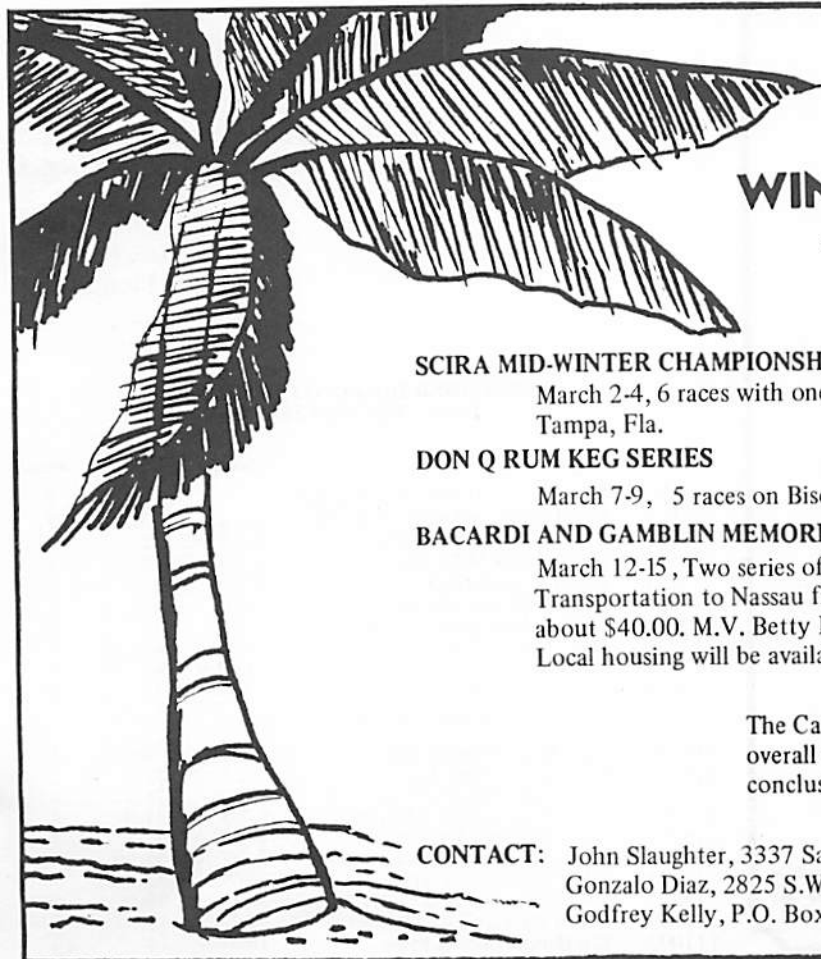 WIN
SCIRA MID-WINTER CHAMPIONSH
March 2-4, 6 races with one
Tampa, Fla.
DON Q RUM KEG SERIES
March 7-9, 5 races on Bisc
BACARDI AND GAMBLIN MEMORI
March 12-15, Two series of
Transportation to Nassau f
about $40.00. M.V. Betty
Local housing will be availa
The Ca
overall
conclus
CONTACT: John Slaughter, 3337 Sa
Gonzalo Diaz, 2825 S.W
Godfrey Kelly, P.O. Box